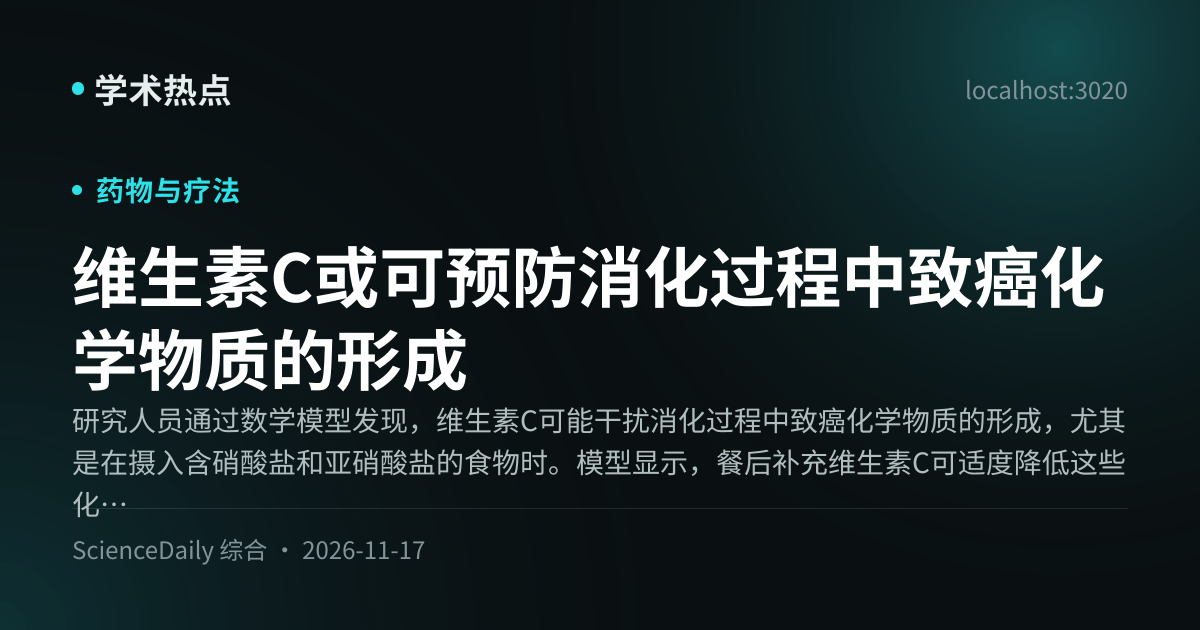 学术热点
localhost:3020
药物与疗法
维生素C或可预防消化过程中致癌化
学物质的形成
研究人员通过数学模型发现，维生素C可能干扰消化过程中致癌化学物质的形成，尤其
是在摄入含硝酸盐和亚硝酸盐的食物时。模型显示，餐后补充维生素C可适度降低这些
化…
ScienceDaily 综合 · 2026-11-17